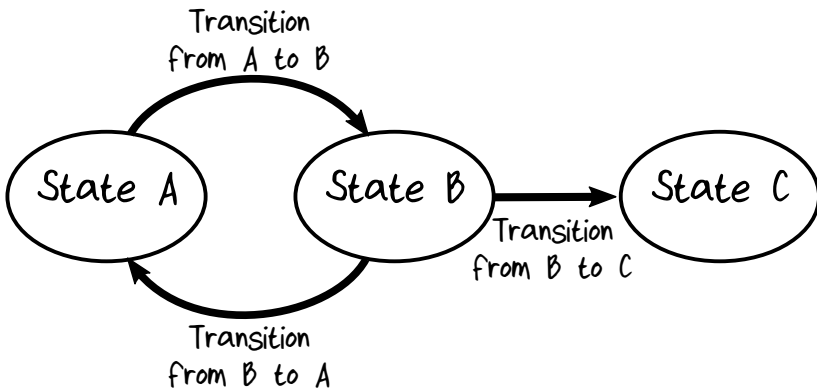 Transition
from A to B
State A
State B
State C
Transition
from B to C
Transition
from B to A